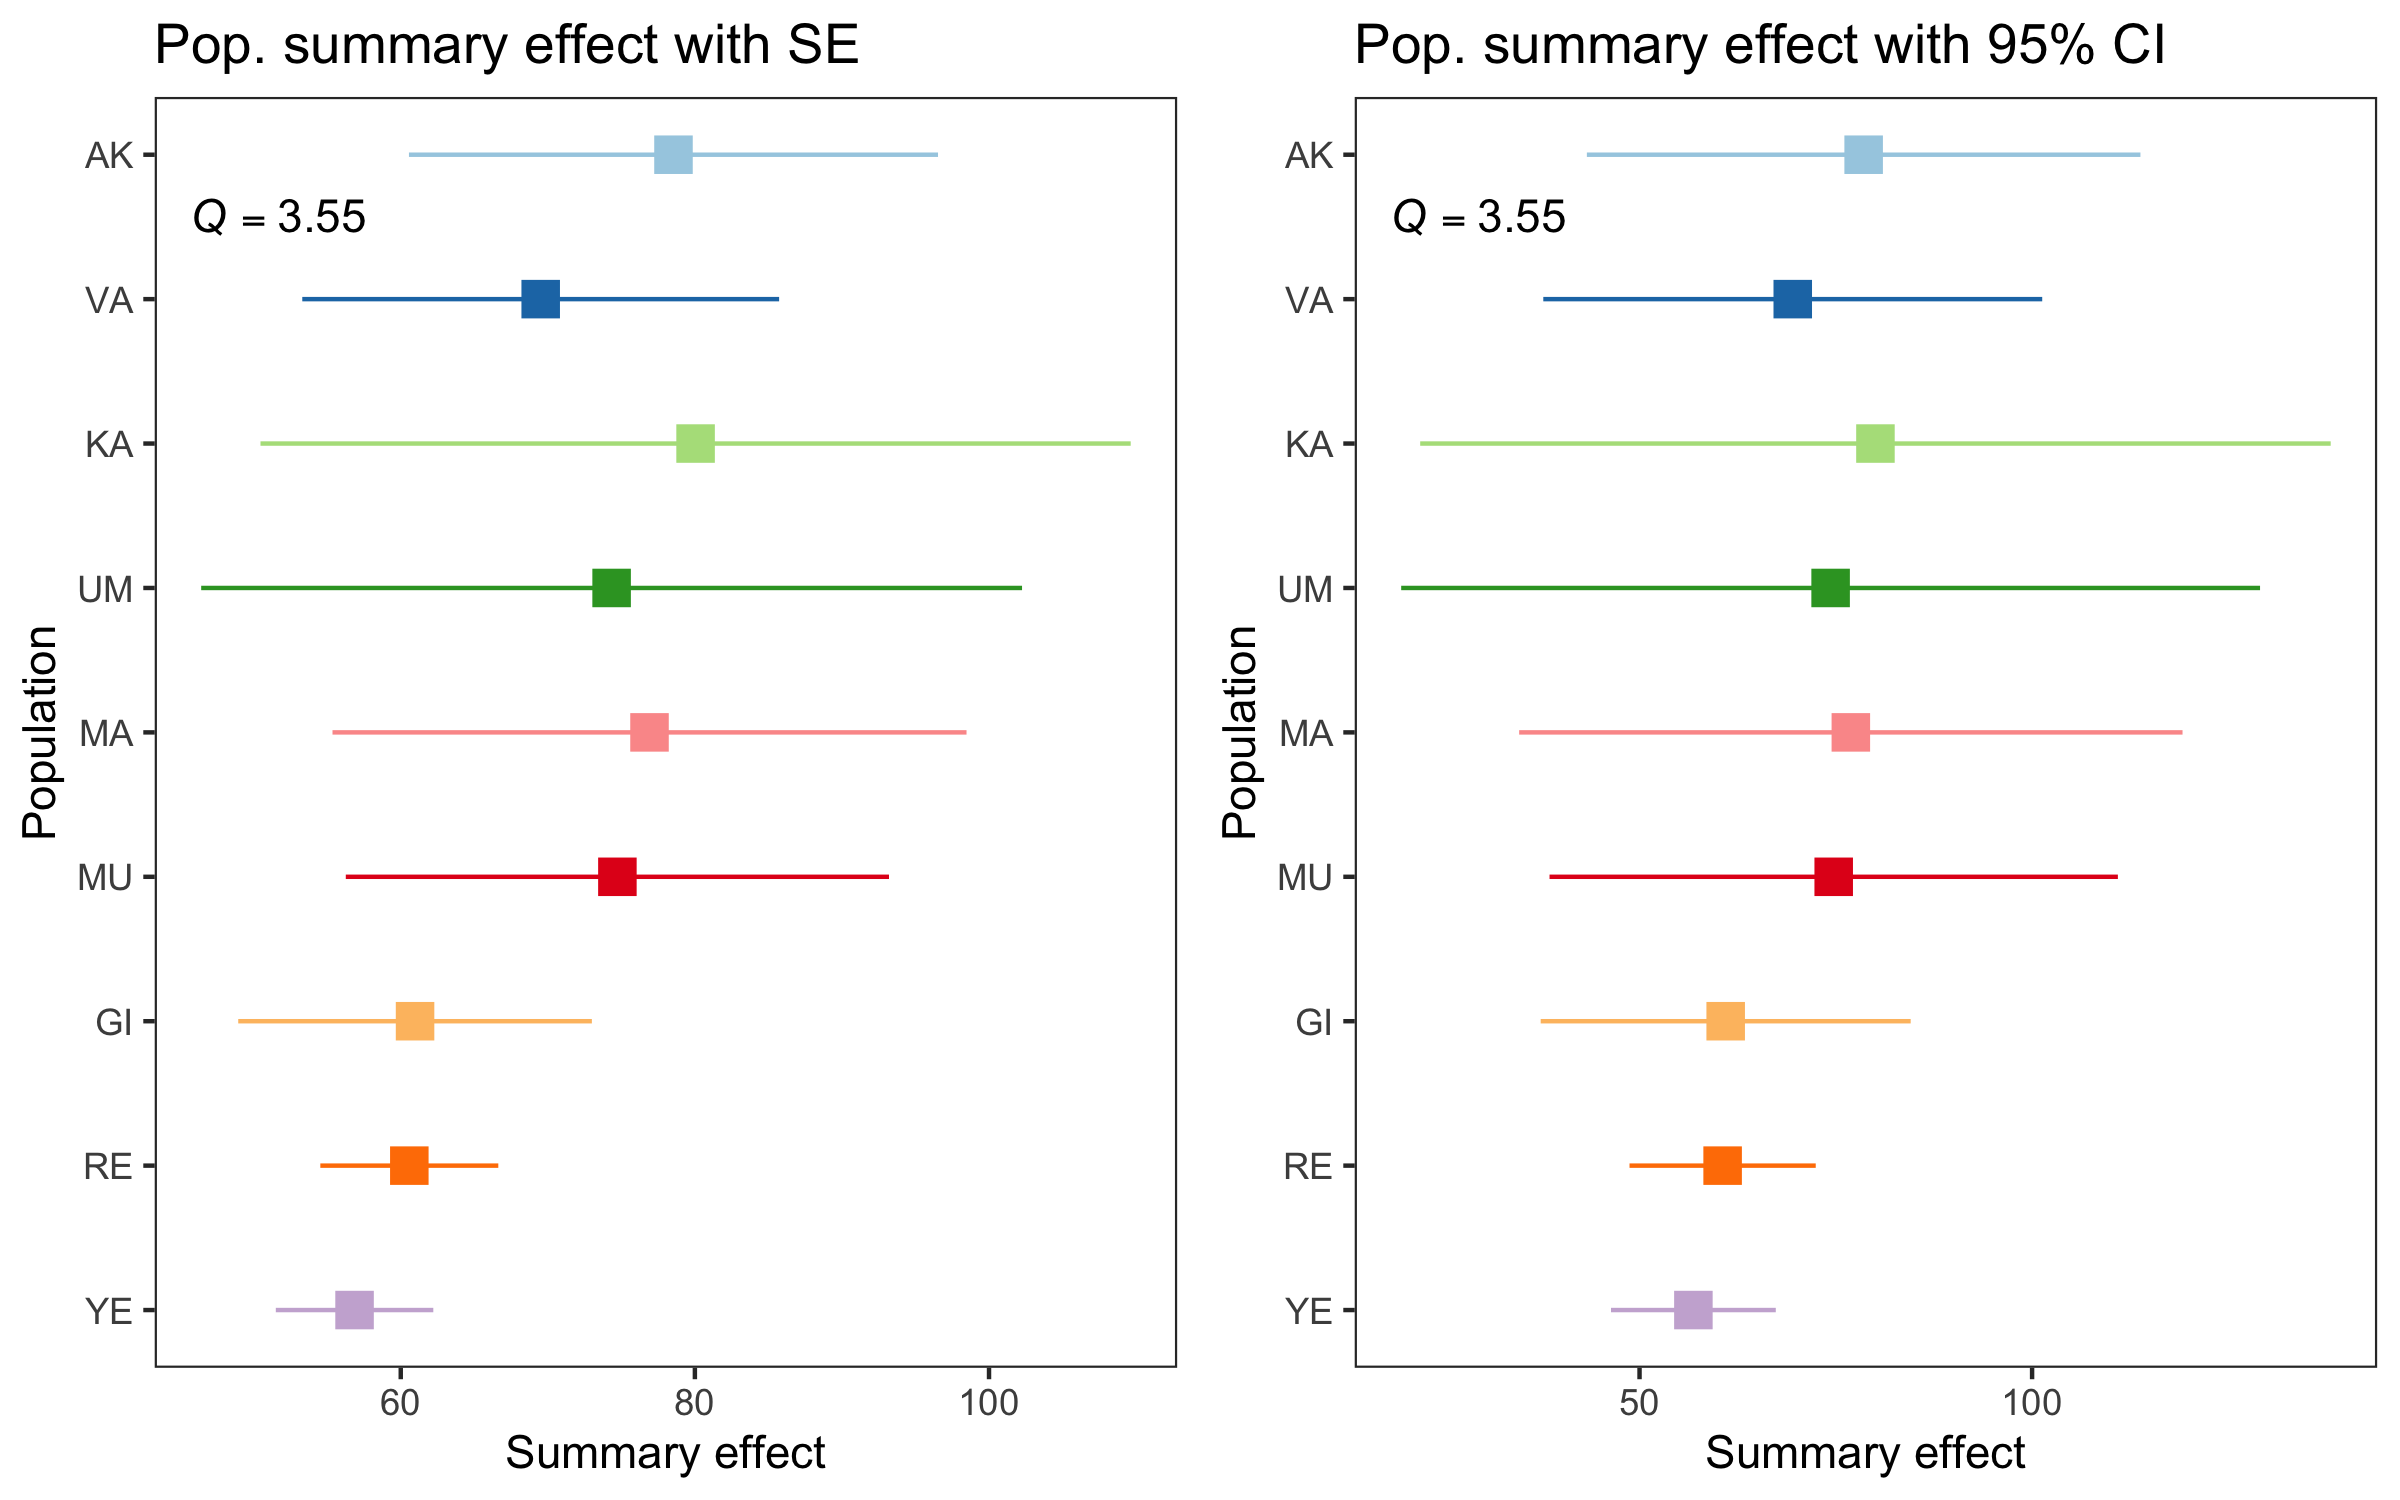 Pop. summary effect with SE
AK
Q = 3.55
VA
KA
UM
MA
MU
GI
RE
YE
Population
60 80 100
Summary effect
Pop. summary effect with 95% CI
AK
Q = 3.55
VA
KA
UM
MA
MU
GI
RE
YE
Population
50 100
Summary effect